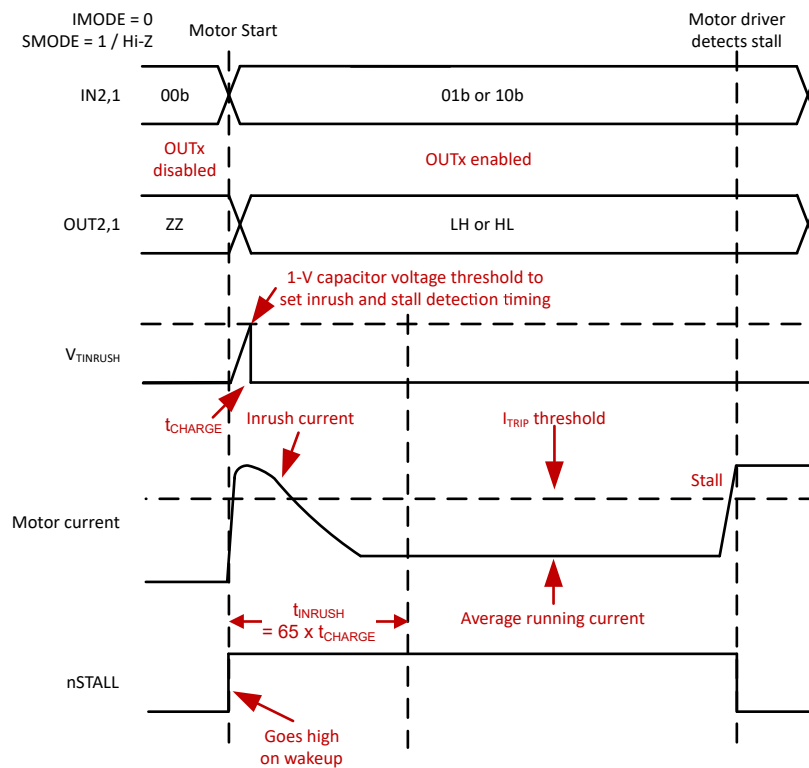 IMODE = 0
SMODE = 1 / Hi-Z
Motor Start
Motor driver
detects stall
IN2,1
00b
01b or 10b
OUTx
disabled
OUTx enabled
OUT2,1
ZZ
LH or HL
1-V capacitor voltage threshold to
set inrush and stall detection timing
VTINRUSH
tCHARGE
Inrush current
ITRIP threshold
Stall
Motor current
tINRUSH
= 65 x tCHARGE
Average running current
nSTALL
Goes high
on wakeup